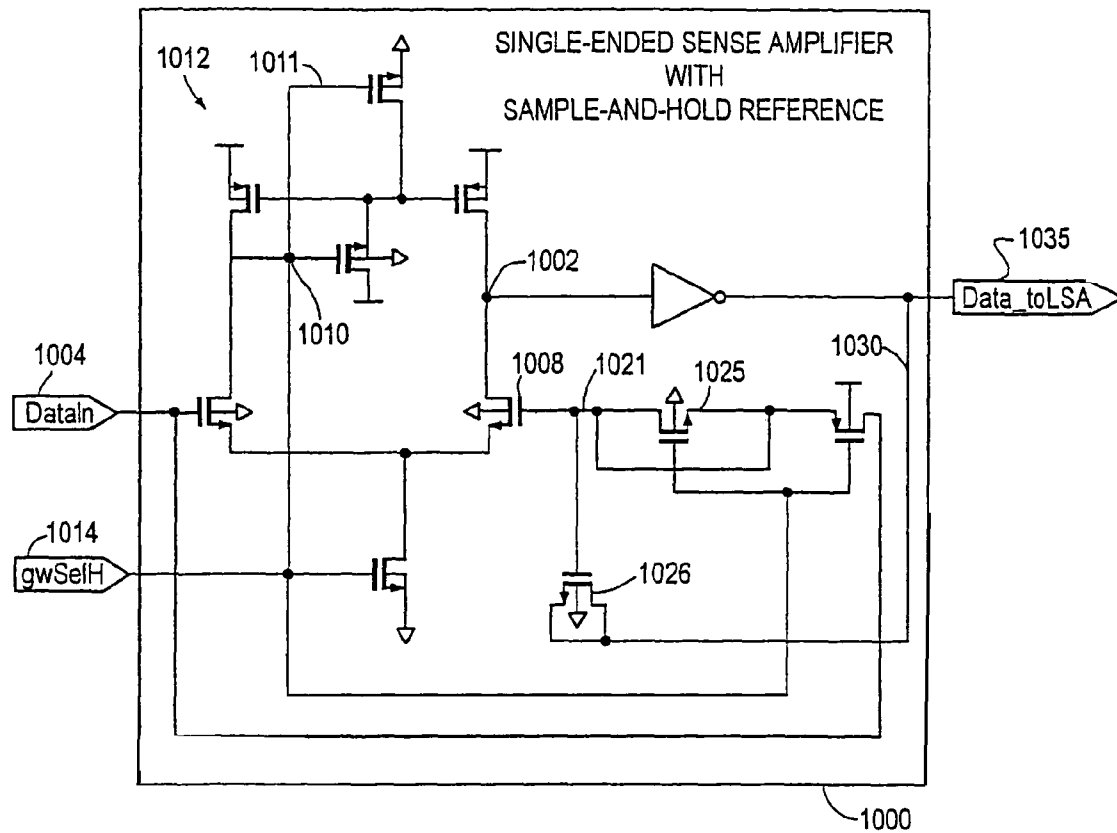 SINGLE-ENDED SENSE AMPLIFIER
WITH
SAMPLE-AND-HOLD REFERENCE
1012
1011
1002
1035
Data_toLSA
1010
1030
1004
DataIn
1008
1021
1025
1014
gwSelH
1026
1000